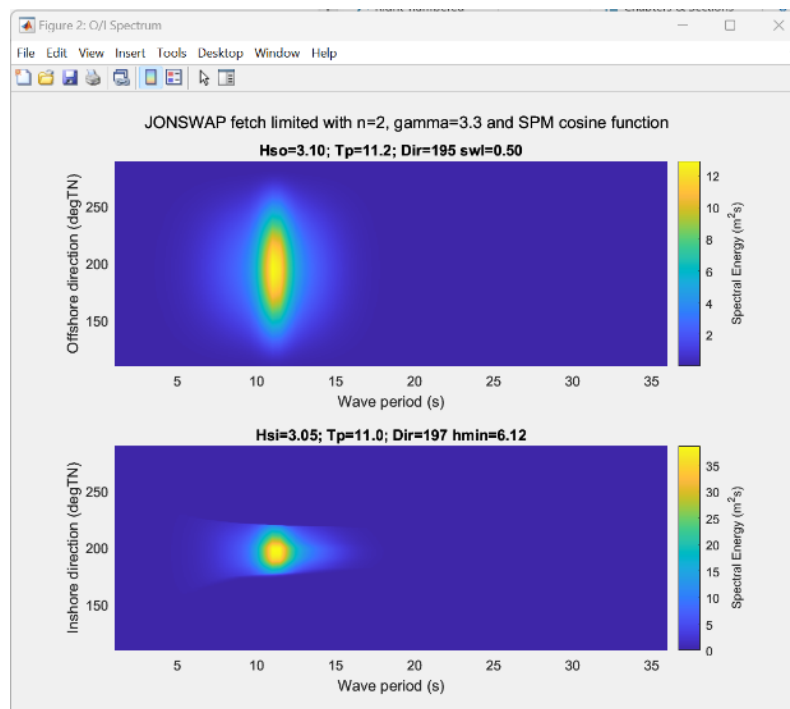 Figure 2: O/I Spectrum
File Edit View Insert Tools Desktop Window Help
JONSWAP fetch limited with n=2, gamma=3.3 and SPM cosine function
Hso=3.10; Tp=11.2; Dir=195 swl=0.50
Offshore direction (degTN)
250
200
150
5 10 15 20 25 30 35
Wave period (s)
12
10
8
6
4
2
Spectral Energy (m²s)
Hsi=3.05; Tp=11.0; Dir=197 hmin=6.12
Inshore direction (degTN)
250
200
150
5 10 15 20 25 30 35
Wave period (s)
35
30
25
20
15
10
5
0
Spectral Energy (m²s)